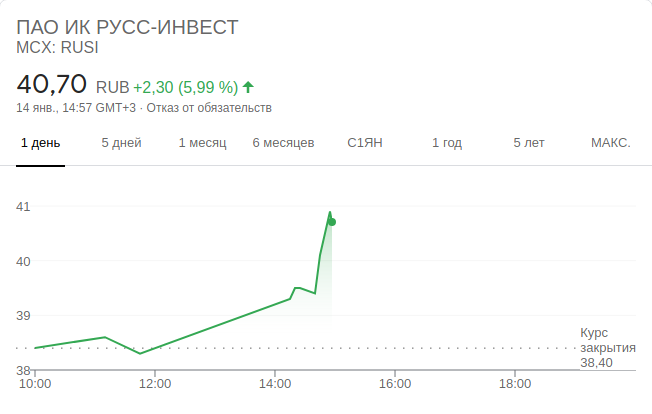 ПАО ИК РУСС-ИНВЕСТ
MCX: RUSI
40,70 RUB +2,30 (5,99 %) ↑
14 янв., 14:57 GMT+3 · Отказ от обязательств
1 день 5 дней 1 месяц 6 месяцев С1ЯН 1 год 5 лет МАКС.
41
40
39
Курс
закрытия
38,40
38
10:00 12:00 14:00 16:00 18:00